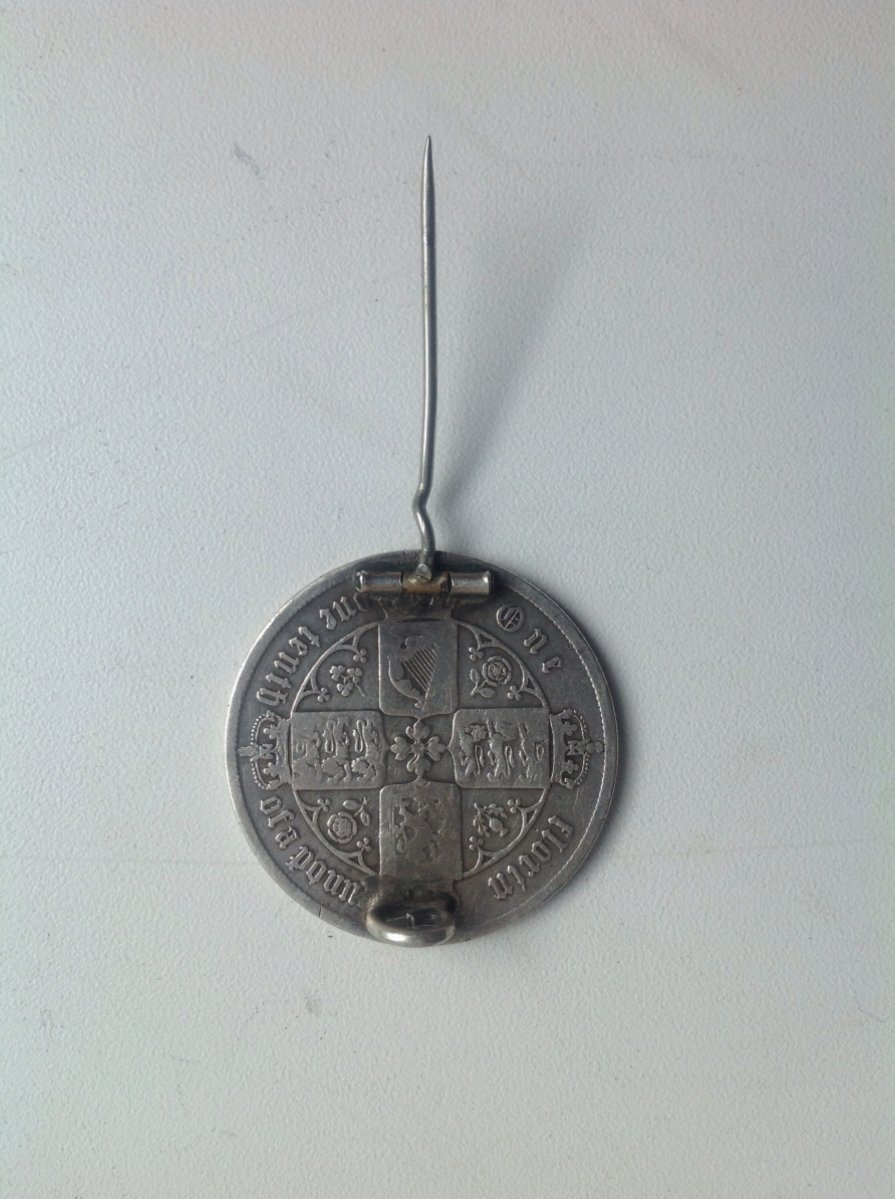 One florin
one tenth of a pound